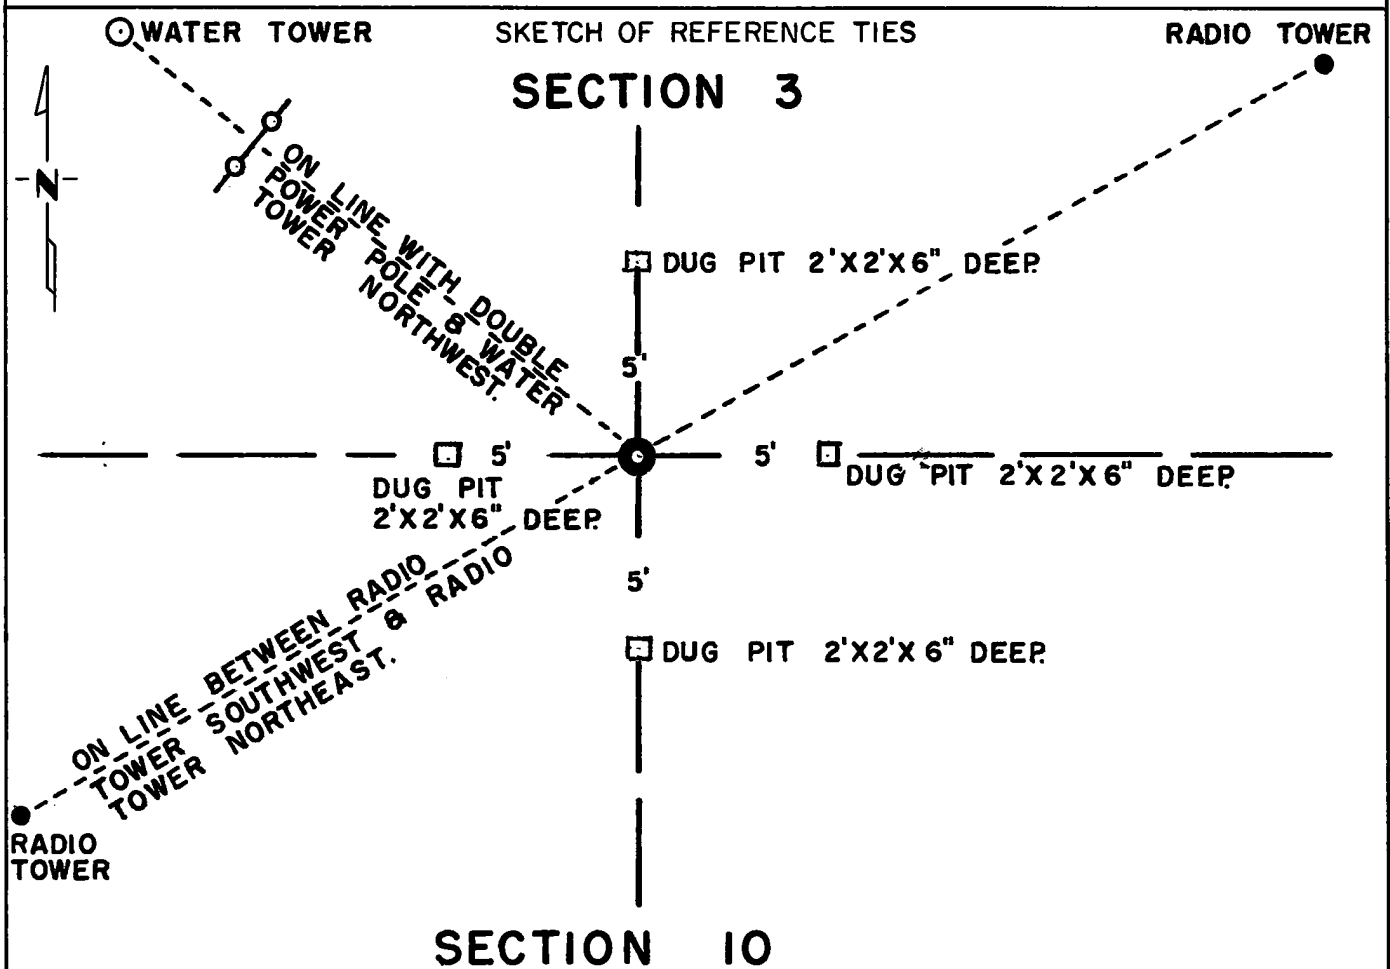 WATER TOWER
SKETCH OF REFERENCE TIES
RADIO TOWER
SECTION 3
N
ON LINE WITH DOUBLE
POWER POLE & WATER
TOWER NORTHWEST.
DUG PIT 2'X2'X6" DEEP.
5'
5'
5'
DUG PIT
2'X2'X6" DEEP.
DUG PIT 2'X2'X6" DEEP.
5'
ON LINE BETWEEN RADIO
TOWER SOUTHWEST & RADIO
TOWER NORTHEAST.
DUG PIT 2'X2'X6" DEEP.
RADIO
TOWER
SECTION 10